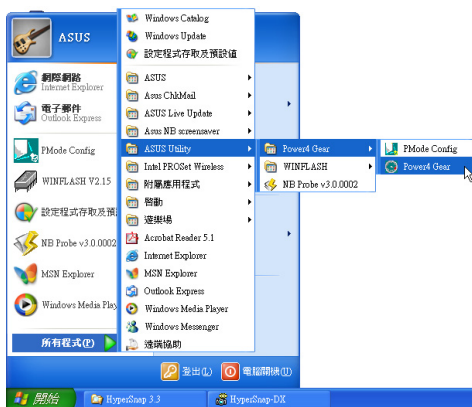 ASUS
網際網路
Internet Explorer
電子郵件
Outlook Express
PMode Config
WINFLASH V2.15
設定程式存取及預
NB Probe v3.0.0002
MSN Explorer
Windows Media Play
所有程式(P)
Windows Catalog
Windows Update
設定程式存取及預設值
ASUS
Asus ChkMail
ASUS Live Update
Asus NB screensaver
ASUS Utility
Intel PROSet Wireless
附屬應用程式
啟動
遊樂場
Acrobat Reader 5.1
Internet Explorer
MSN Explorer
Outlook Express
Windows Media Player
Windows Messenger
遠端協助
Power4 Gear
WINFLASH
NB Probe v3.0.0002
PMode Config
Power4 Gear
登出(L)
電腦關機(U)
開始
HyperSnap 3.3
HyperSnap-DX